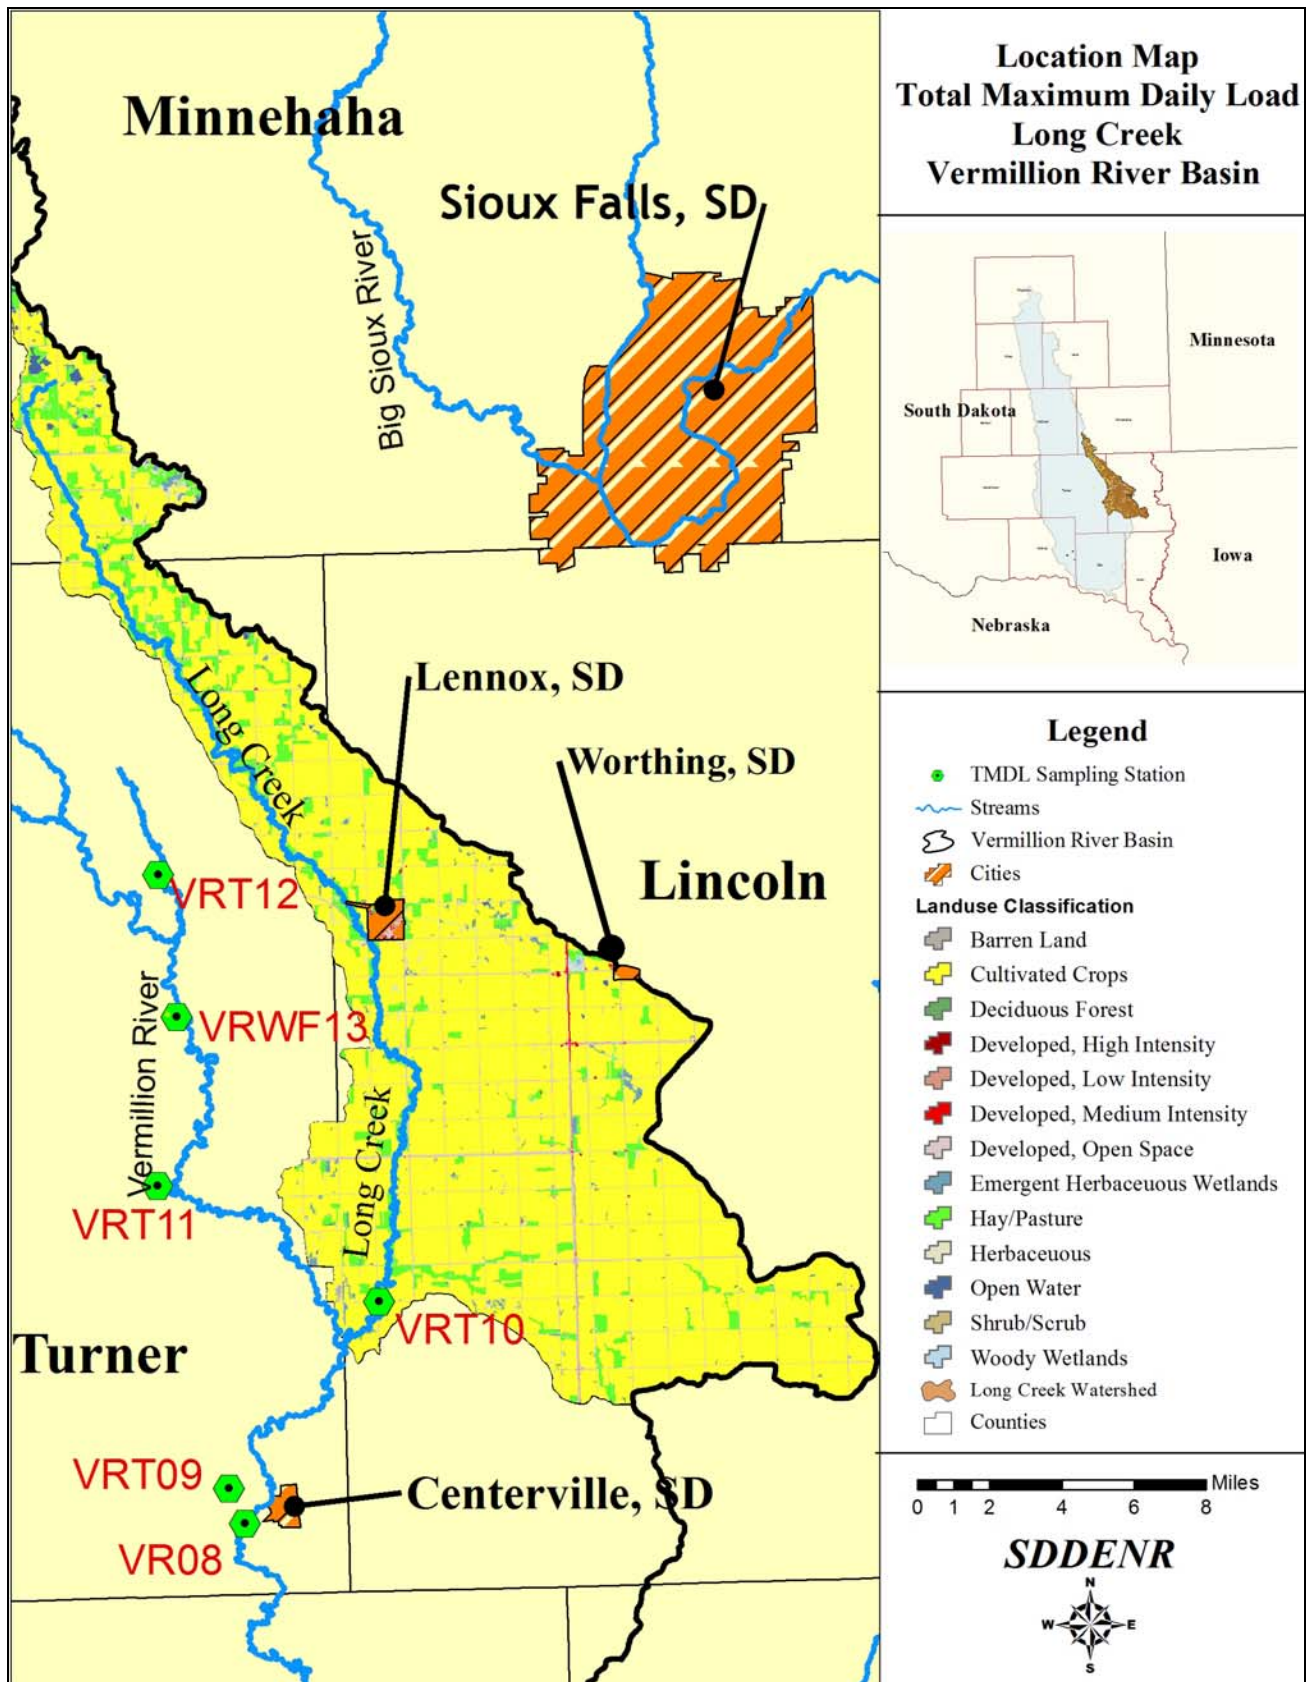 Location Map
Total Maximum Daily Load
Long Creek
Vermillion River Basin
Minnehaha
Sioux Falls, SD
Big Sioux River
Minnesota
South Dakota
Iowa
Nebraska
Long Creek
Lennox, SD
Worthing, SD
Lincoln
VRT12
VRWF13
Vermillion River
VRT11
Long Creek
VRT10
Turner
VRT09
VR08
Centerville, SD
Legend
TMDL Sampling Station
Streams
Vermillion River Basin
Cities
Landuse Classification
Barren Land
Cultivated Crops
Deciduous Forest
Developed, High Intensity
Developed, Low Intensity
Developed, Medium Intensity
Developed, Open Space
Emergent Herbaceuous Wetlands
Hay/Pasture
Herbaceuous
Open Water
Shrub/Scrub
Woody Wetlands
Long Creek Watershed
Counties
Miles
0 1 2 4 6 8
SDDENR
N
W E
S